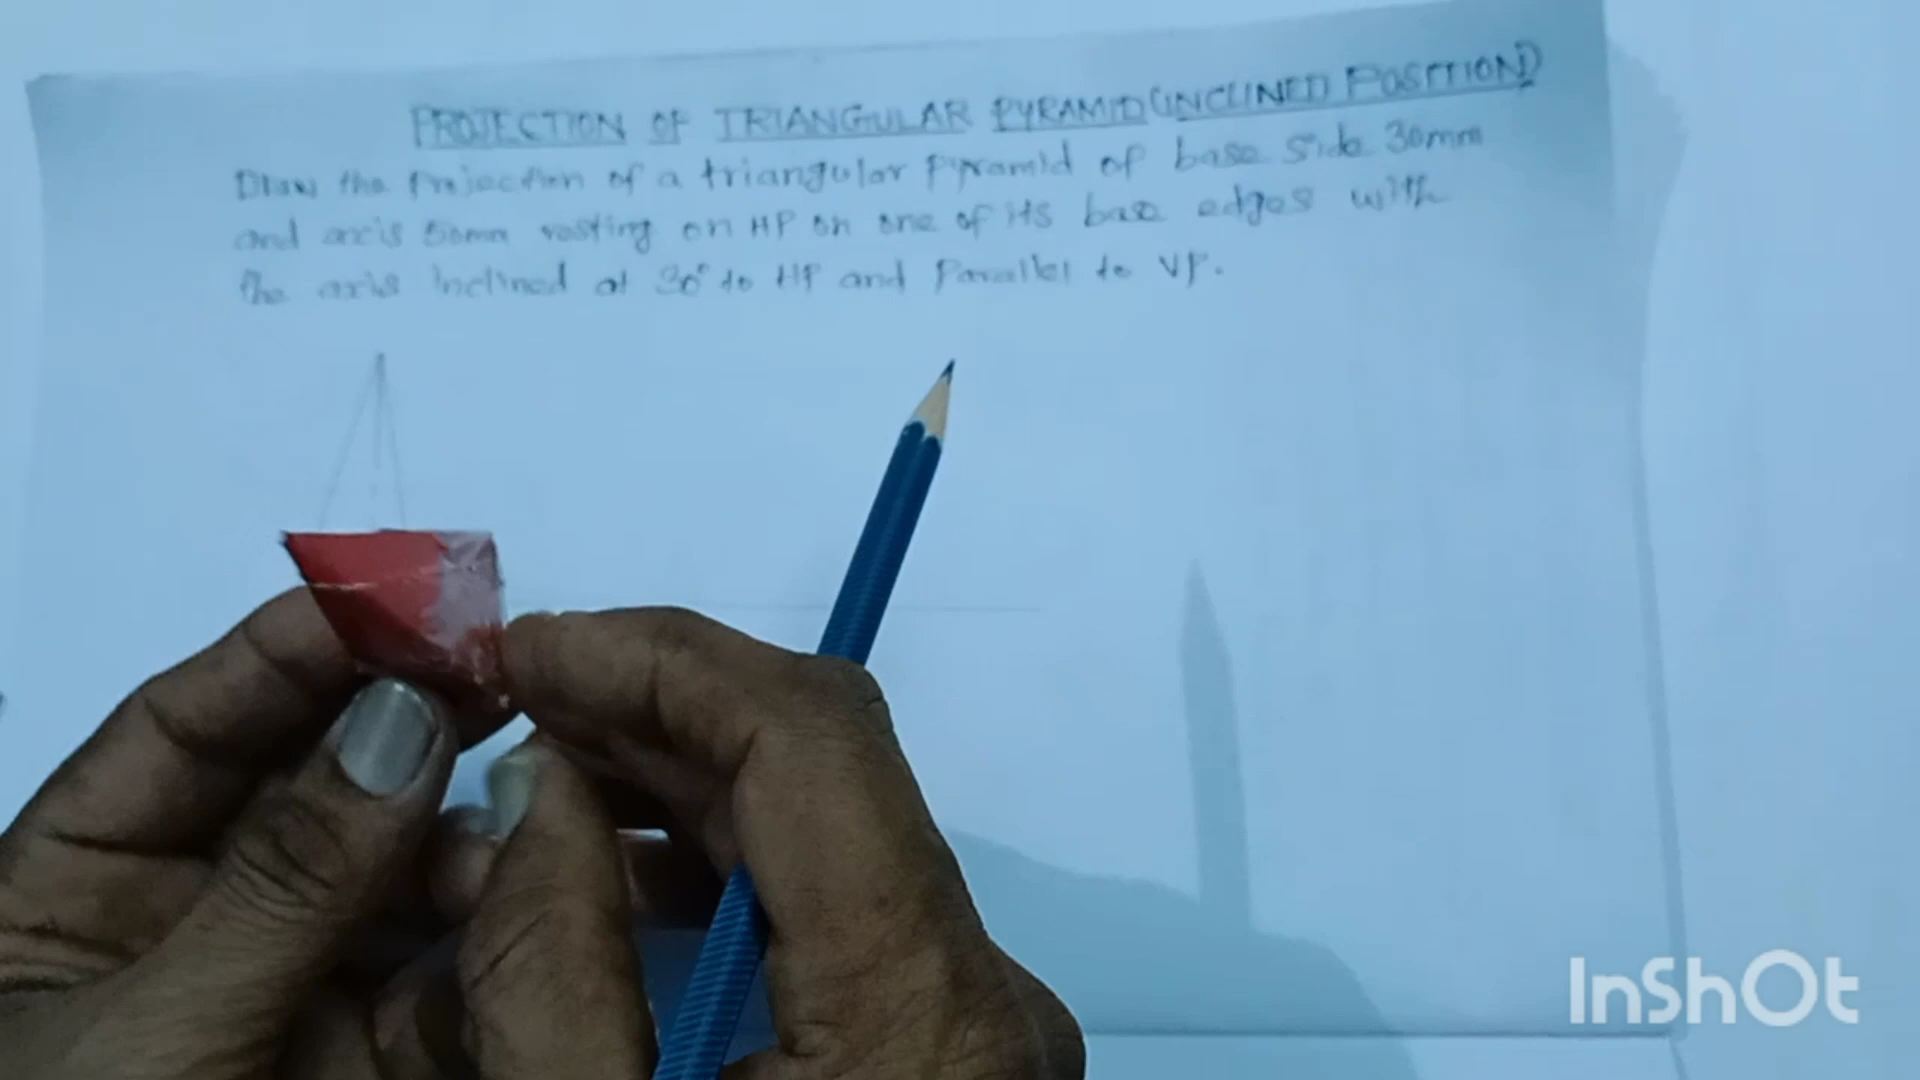 PROJECTION OF TRIANGULAR PYRAMID (INCLINED POSITION)
Draw the projection of a triangular pyramid of base side 30mm
and axis 50mm resting on HP on one of its base edges with
the axis inclined at 30° to HP and parallel to VP.
InShOt